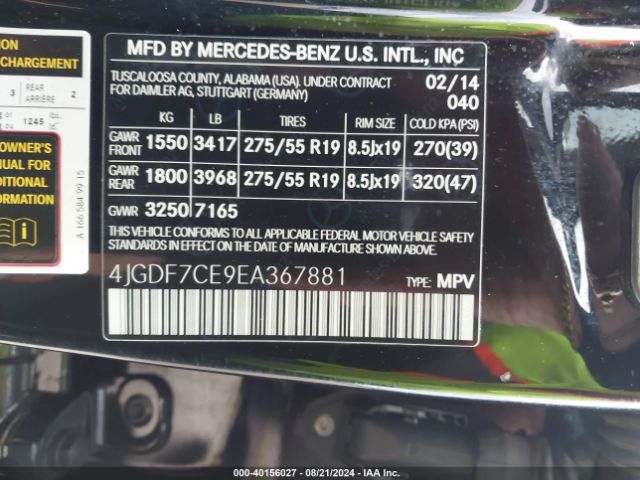 ION
CHARGEMENT
3 REAR ARRIÈRE 2
1245 lbs.
OWNER'S
MANUAL FOR
ADDITIONAL
INFORMATION
A 166 584 99 15
MFD BY MERCEDES-BENZ U.S. INTL., INC
TUSCALOOSA COUNTY, ALABAMA (USA). UNDER CONTRACT 02/14
FOR DAIMLER AG, STUTTGART (GERMANY) 040
KG LB TIRES RIM SIZE COLD KPA(PSI)
GAWR FRONT 1550 3417 275/55 R19 8.5Jx19 270(39)
GAWR REAR 1800 3968 275/55 R19 8.5Jx19 320(47)
GVWR 3250 7165
THIS VEHICLE CONFORMS TO ALL APPLICABLE FEDERAL MOTOR VEHICLE SAFETY
STANDARDS IN EFFECT ON THE DATE OF MANUFACTURE SHOWN ABOVE.
4JGDF7CE9EA367881 TYPE: MPV
000-40156027 - 08/21/2024 - IAA Inc.